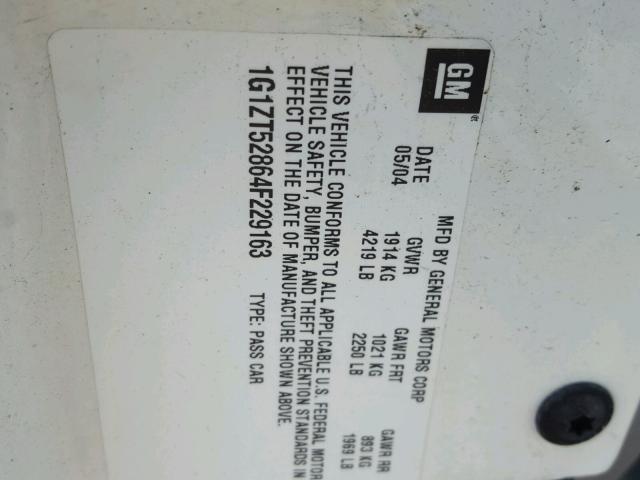 GM
MFD BY GENERAL MOTORS CORP
DATE GVWR GAWR FRT GAWR RR
05/04 1914 KG 1021 KG 893 KG
4219 LB 2250 LB 1969 LB
THIS VEHICLE CONFORMS TO ALL APPLICABLE U.S. FEDERAL MOTOR
VEHICLE SAFETY, BUMPER, AND THEFT PREVENTION STANDARDS IN
EFFECT ON THE DATE OF MANUFACTURE SHOWN ABOVE.
1G1ZT52864F229163 TYPE: PASS CAR